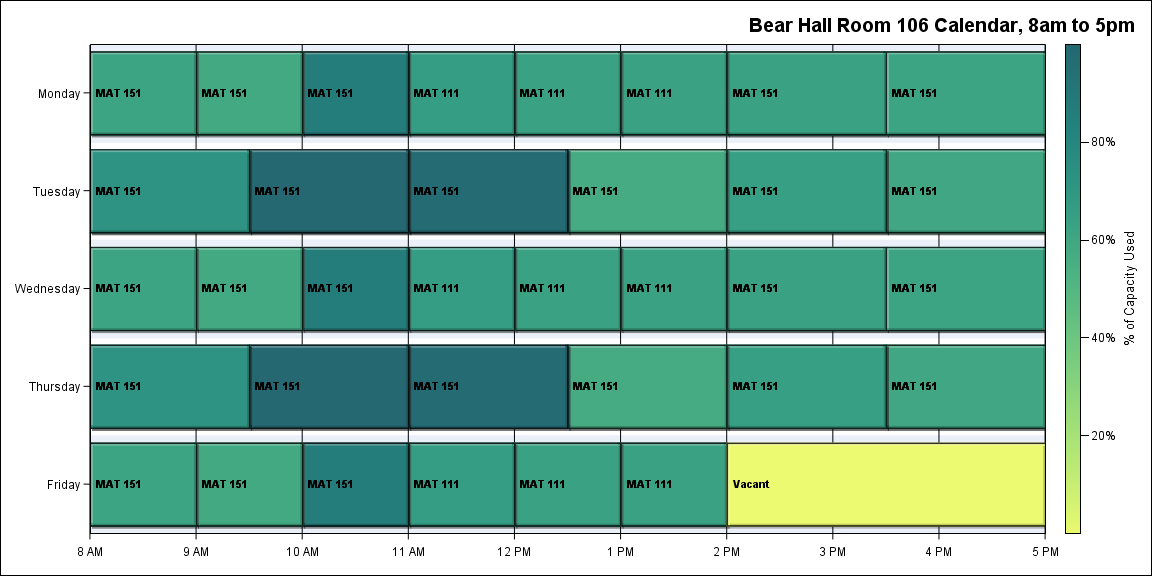 Bear Hall Room 106 Calendar, 8am to 5pm
Monday
MAT 151 MAT 151 MAT 151 MAT 111 MAT 111 MAT 111 MAT 151 MAT 151
Tuesday
MAT 151 MAT 151 MAT 151 MAT 151 MAT 151 MAT 151
Wednesday
MAT 151 MAT 151 MAT 151 MAT 111 MAT 111 MAT 111 MAT 151 MAT 151
Thursday
MAT 151 MAT 151 MAT 151 MAT 151 MAT 151 MAT 151
Friday
MAT 151 MAT 151 MAT 151 MAT 111 MAT 111 MAT 111 Vacant
8 AM 9 AM 10 AM 11 AM 12 PM 1 PM 2 PM 3 PM 4 PM 5 PM
80%
60%
40%
20%
% of Capacity Used